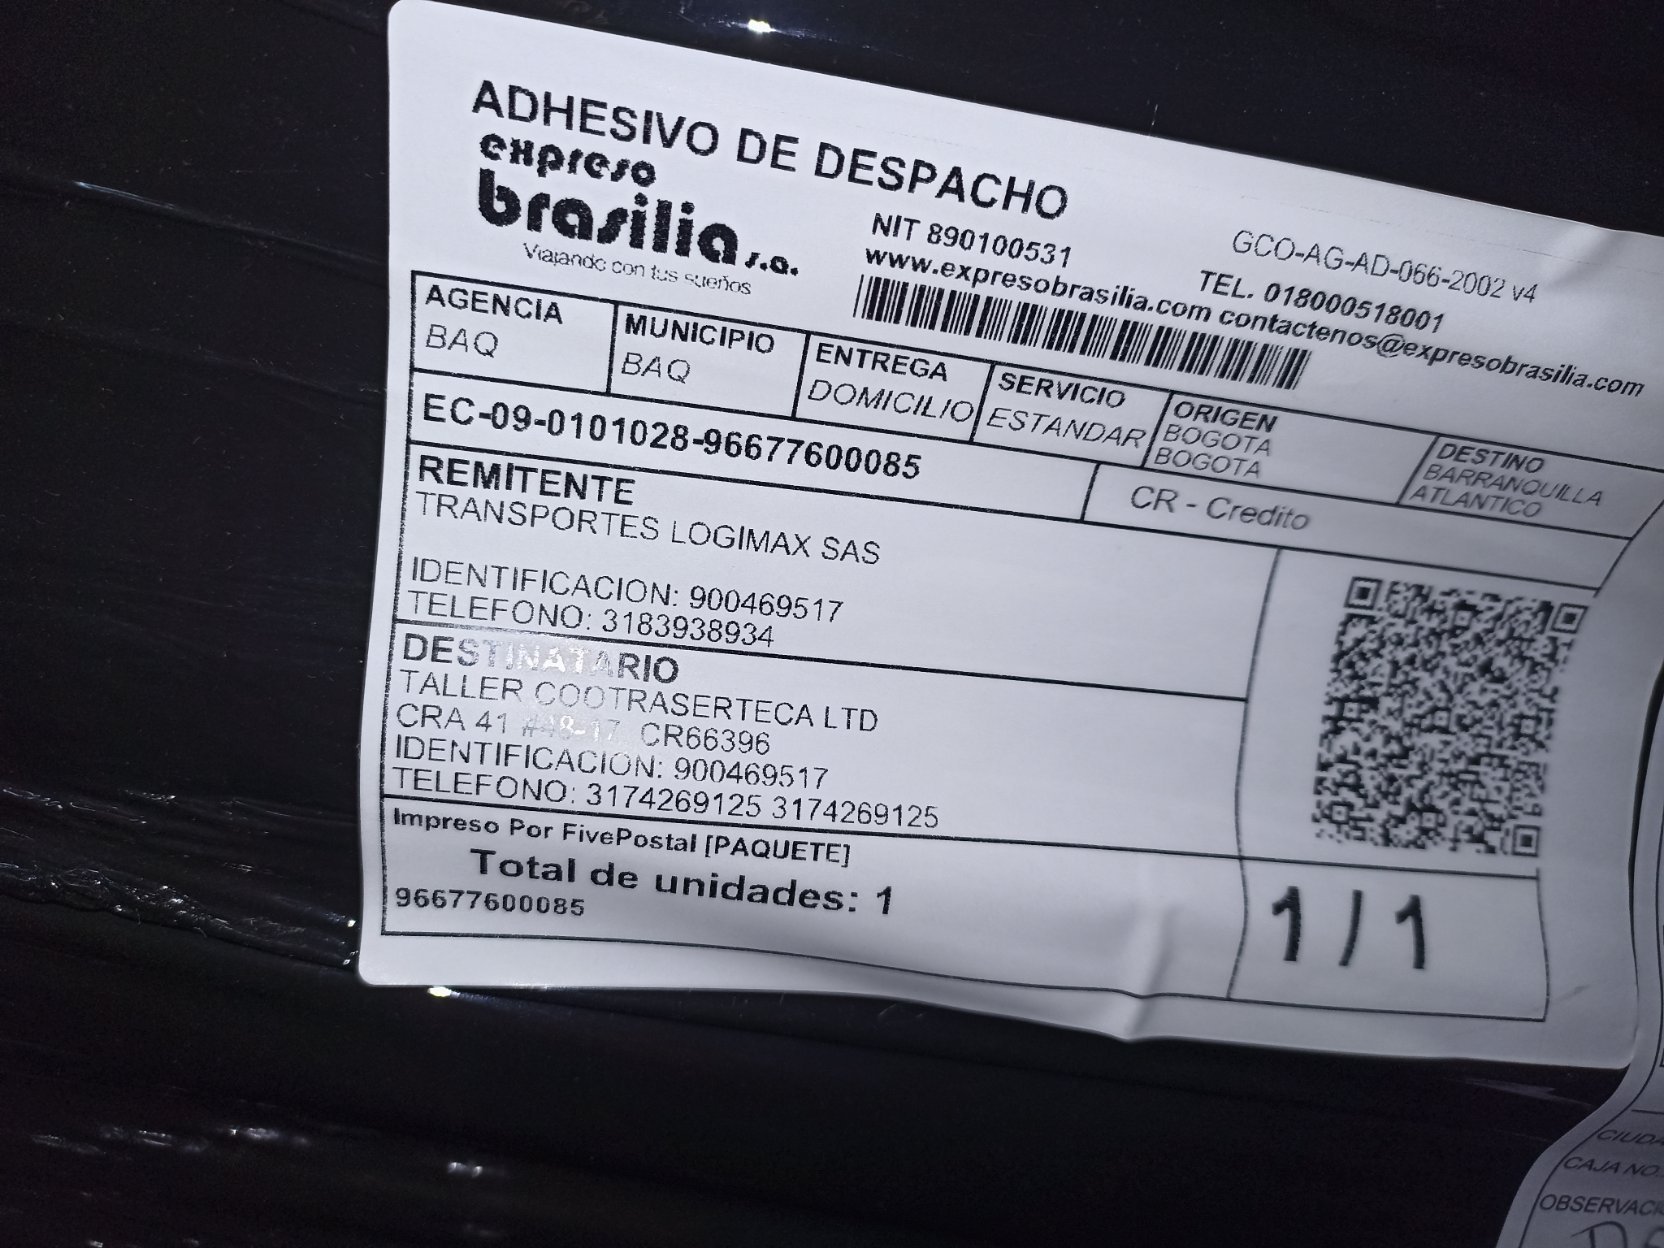 ADHESIVO DE DESPACHO
expreso
brasilia s.a.
Viajando con tus sueños
NIT 890100531
GCO-AG-AD-066-2002 v4
TEL. 018000518001
www.expresobrasilia.com contactenos@expresobrasilia.com
AGENCIA
BAQ
MUNICIPIO
BAQ
ENTREGA
DOMICILIO
SERVICIO
ESTANDAR
ORIGEN
BOGOTA
BOGOTA
DESTINO
BARRANQUILLA
ATLANTICO
EC-09-0101028-96677600085
CR - Credito
REMITENTE
TRANSPORTES LOGIMAX SAS
IDENTIFICACION: 900469517
TELEFONO: 3183938934
DESTINATARIO
TALLER COOTRASERTECA LTD
CRA 41 #48-17 CR66396
IDENTIFICACION: 900469517
TELEFONO: 3174269125 3174269125
Impreso Por FivePostal [PAQUETE]
Total de unidades: 1
96677600085
1 / 1
CAJA NO